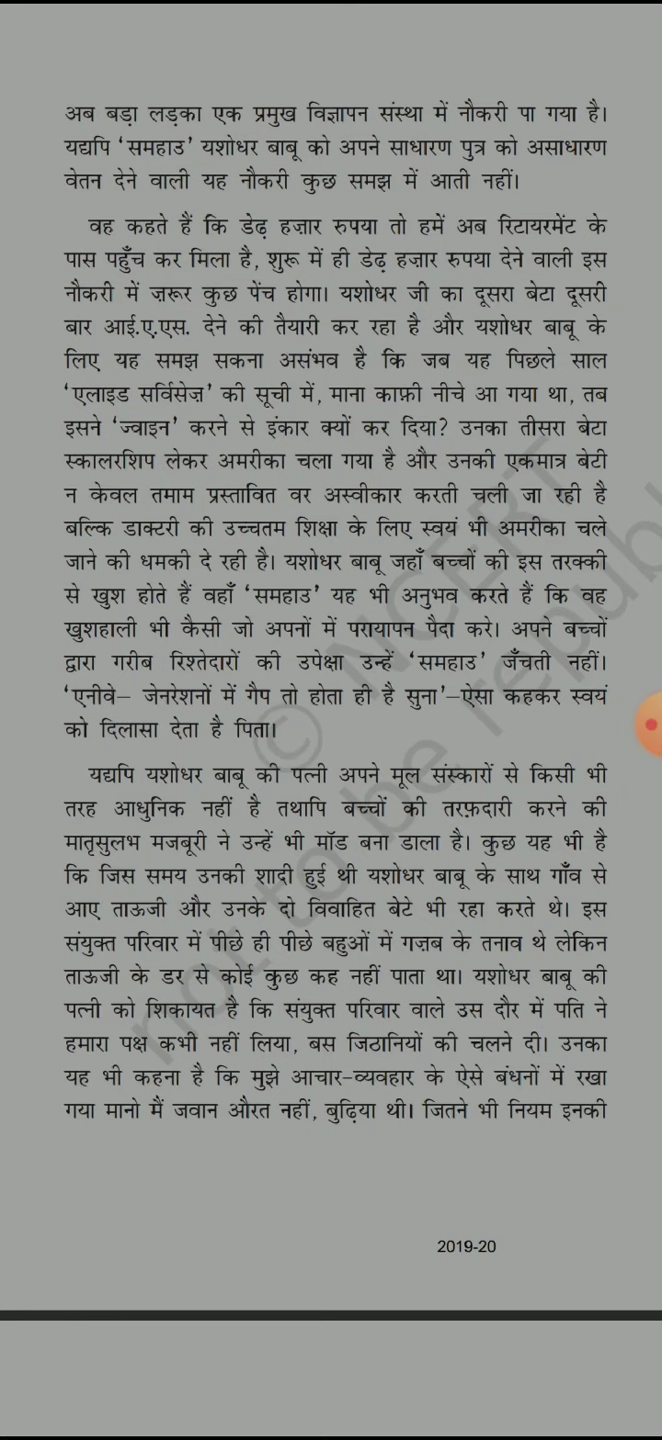 अब बड़ा लड़का एक प्रमुख विज्ञापन संस्था में नौकरी पा गया है।
यद्यपि ‘समहाउ’ यशोधर बाबू को अपने साधारण पुत्र को असाधारण
वेतन देने वाली यह नौकरी कुछ समझ में आती नहीं।
वह कहते हैं कि डेढ़ हज़ार रुपया तो हमें अब रिटायरमेंट के
पास पहुँच कर मिला है, शुरू में ही डेढ़ हज़ार रुपया देने वाली इस
नौकरी में ज़रूर कुछ पेंच होगा। यशोधर जी का दूसरा बेटा दूसरी
बार आई.ए.एस. देने की तैयारी कर रहा है और यशोधर बाबू के
लिए यह समझ सकना असंभव है कि जब यह पिछले साल
‘एलाइड सर्विसेज़’ की सूची में, माना काफ़ी नीचे आ गया था, तब
इसने ‘ज्वाइन’ करने से इंकार क्यों कर दिया? उनका तीसरा बेटा
स्कालरशिप लेकर अमरीका चला गया है और उनकी एकमात्र बेटी
न केवल तमाम प्रस्तावित वर अस्वीकार करती चली जा रही है
बल्कि डाक्टरी की उच्चतम शिक्षा के लिए स्वयं भी अमरीका चले
जाने की धमकी दे रही है। यशोधर बाबू जहाँ बच्चों की इस तरक्की
से खुश होते हैं वहाँ ‘समहाउ’ यह भी अनुभव करते हैं कि वह
खुशहाली भी कैसी जो अपनों में परायापन पैदा करे। अपने बच्चों
द्वारा गरीब रिश्तेदारों की उपेक्षा उन्हें ‘समहाउ’ जँचती नहीं।
‘एनीवे– जेनरेशनों में गैप तो होता ही है सुना’–ऐसा कहकर स्वयं
को दिलासा देता है पिता।
यद्यपि यशोधर बाबू की पत्नी अपने मूल संस्कारों से किसी भी
तरह आधुनिक नहीं है तथापि बच्चों की तरफ़दारी करने की
मातृसुलभ मजबूरी ने उन्हें भी मॉड बना डाला है। कुछ यह भी है
कि जिस समय उनकी शादी हुई थी यशोधर बाबू के साथ गाँव से
आए ताऊजी और उनके दो विवाहित बेटे भी रहा करते थे। इस
संयुक्त परिवार में पीछे ही पीछे बहुओं में गज़ब के तनाव थे लेकिन
ताऊजी के डर से कोई कुछ कह नहीं पाता था। यशोधर बाबू की
पत्नी को शिकायत है कि संयुक्त परिवार वाले उस दौर में पति ने
हमारा पक्ष कभी नहीं लिया, बस जिठानियों की चलने दी। उनका
यह भी कहना है कि मुझे आचार-व्यवहार के ऐसे बंधनों में रखा
गया मानो मैं जवान औरत नहीं, बुढ़िया थी। जितने भी नियम इनकी
© NCERT
not to be republ
2019-20